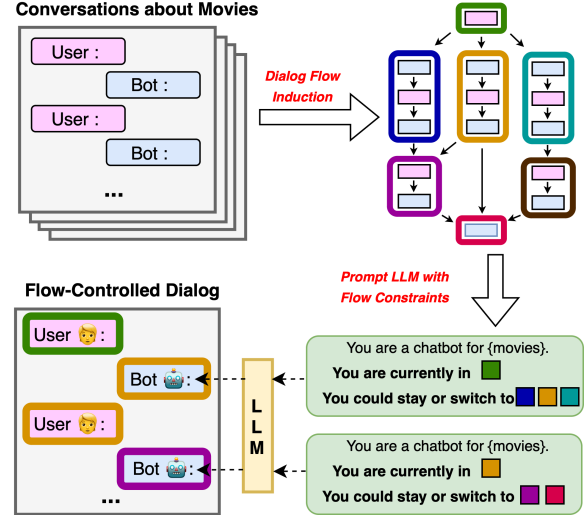 Conversations about Movies
User :
Bot :
User :
Bot :
...
Dialog Flow
Induction
Prompt LLM with
Flow Constraints
Flow-Controlled Dialog
User :
Bot :
User :
Bot :
...
LLM
You are a chatbot for {movies}.
You are currently in
You could stay or switch to
You are a chatbot for {movies}.
You are currently in
You could stay or switch to